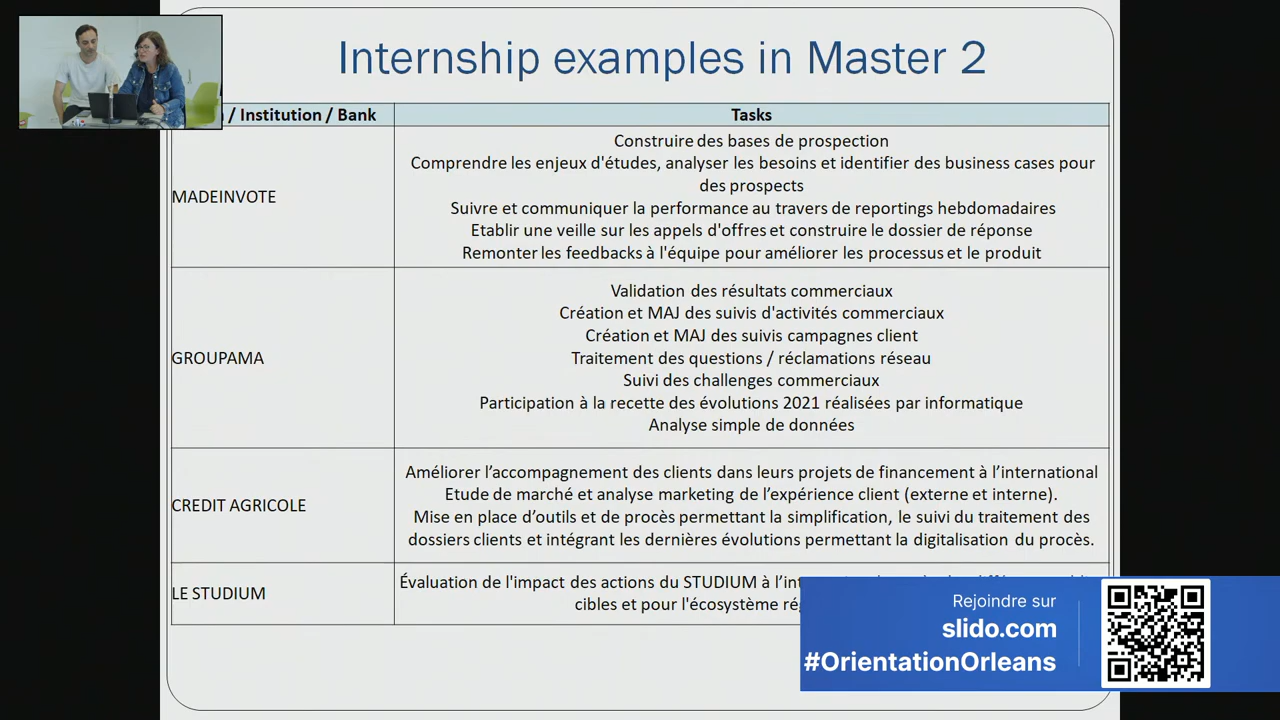 Internship examples in Master 2
/ Institution / Bank
Tasks
MADEINVOTE
Construire des bases de prospection
Comprendre les enjeux d'études, analyser les besoins et identifier des business cases pour
des prospects
Suivre et communiquer la performance au travers de reportings hebdomadaires
Etablir une veille sur les appels d'offres et construire le dossier de réponse
Remonter les feedbacks à l'équipe pour améliorer les processus et le produit
GROUPAMA
Validation des résultats commerciaux
Création et MAJ des suivis d'activités commerciaux
Création et MAJ des suivis campagnes client
Traitement des questions / réclamations réseau
Suivi des challenges commerciaux
Participation à la recette des évolutions 2021 réalisées par informatique
Analyse simple de données
CREDIT AGRICOLE
Améliorer l’accompagnement des clients dans leurs projets de financement à l’international
Etude de marché et analyse marketing de l’expérience client (externe et interne).
Mise en place d’outils et de procès permettant la simplification, le suivi du traitement des
dossiers clients et intégrant les dernières évolutions permettant la digitalisation du procès.
LE STUDIUM
Évaluation de l'impact des actions du STUDIUM à
cibles et pour l'écosystème
Rejoindre sur
slido.com
#OrientationOrleans